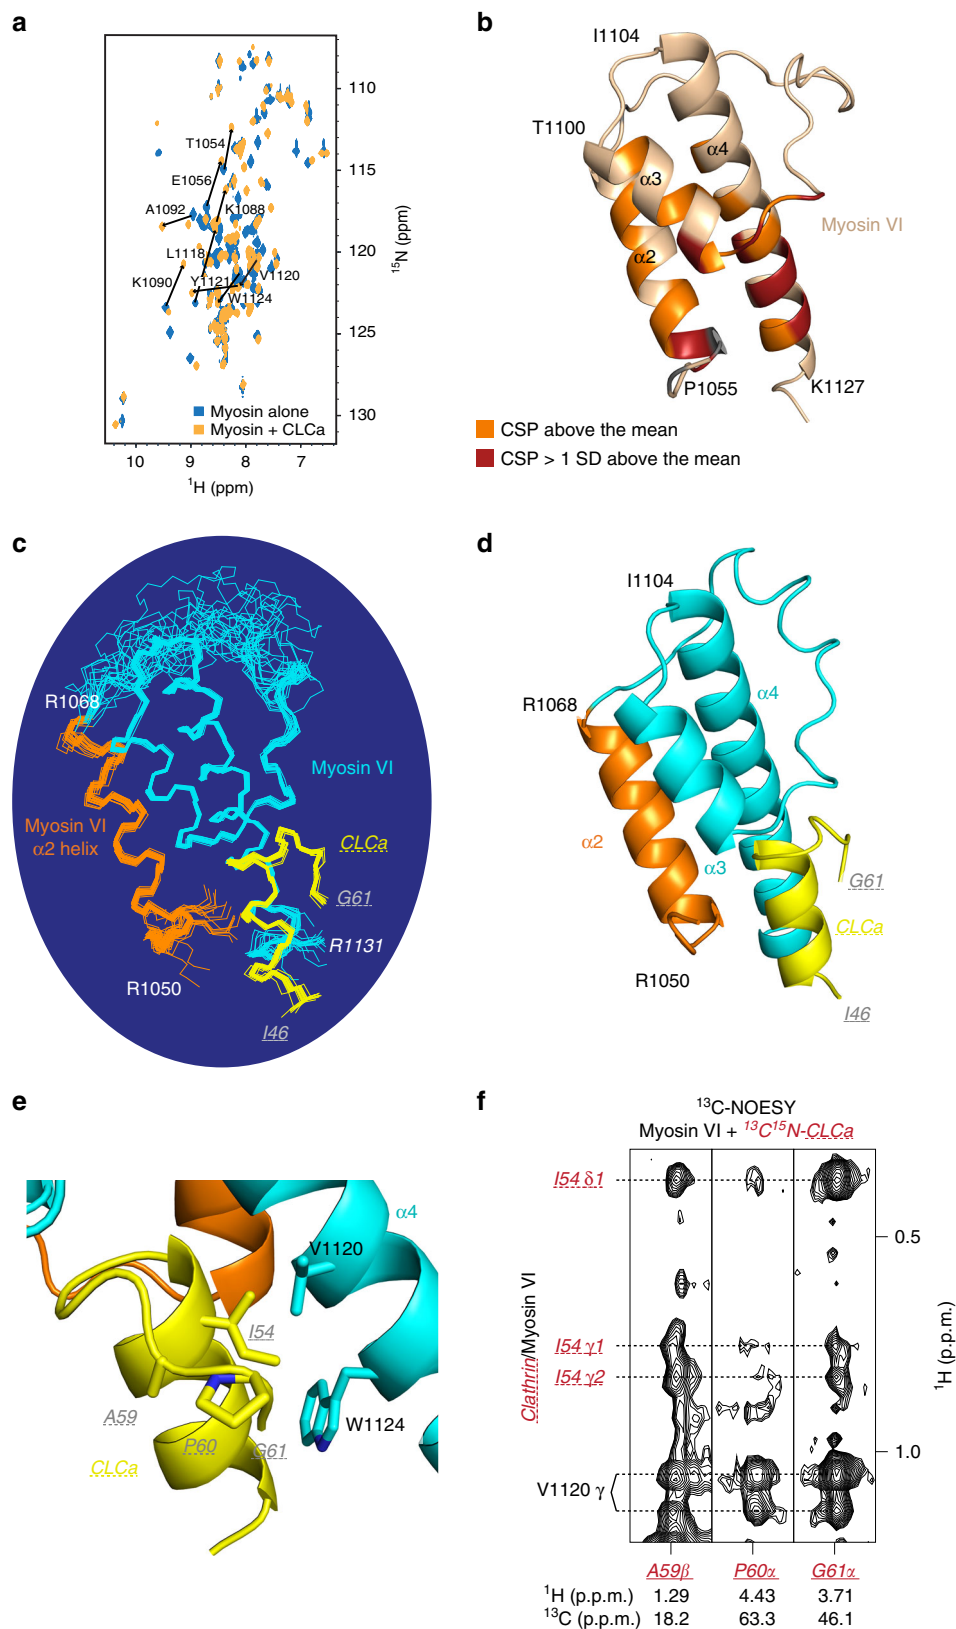 a
110
115
120
125
130
¹⁵N (ppm)
T1054
E1056
A1092
K1088
L1118
K1090
Y1121
V1120
W1124
Myosin alone
Myosin + CLCa
10 9 8 7
¹H (ppm)
b
I1104
T1100
α4
α3
α2
Myosin VI
P1055
K1127
CSP above the mean
CSP > 1 SD above the mean
c
R1068
Myosin VI
Myosin VI
α2 helix
CLCa
G61
R1131
R1050
I46
d
I1104
R1068
α4
α2
α3
G61
CLCa
R1050
I46
e
α4
V1120
I54
A59
P60
G61
W1124
CLCa
f
¹³C-NOESY
Myosin VI + ¹³C¹⁵N-CLCa
I54 δ1
0.5
I54 γ1
I54 γ2
1.0
V1120 γ
Clathrin/Myosin VI
¹H (p.p.m.)
A59β P60α G61α
¹H (p.p.m.) 1.29 4.43 3.71
¹³C (p.p.m.) 18.2 63.3 46.1